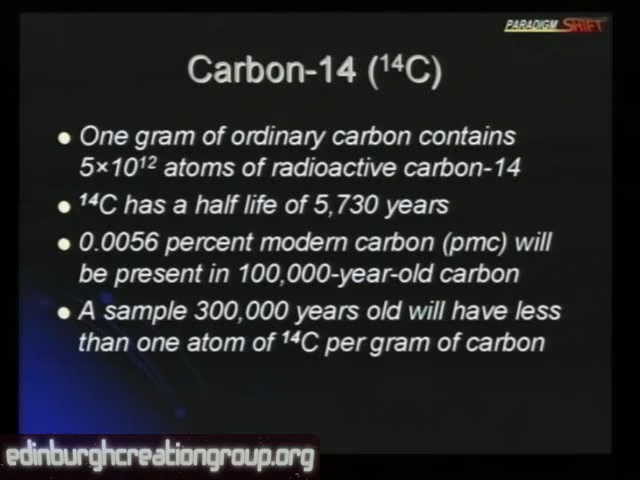 PARADIGM SHIFT
Carbon-14 (¹⁴C)
● One gram of ordinary carbon contains
5×10¹² atoms of radioactive carbon-14
● ¹⁴C has a half life of 5,730 years
● 0.0056 percent modern carbon (pmc) will
be present in 100,000-year-old carbon
● A sample 300,000 years old will have less
than one atom of ¹⁴C per gram of carbon
edinburghcreationgroup.org